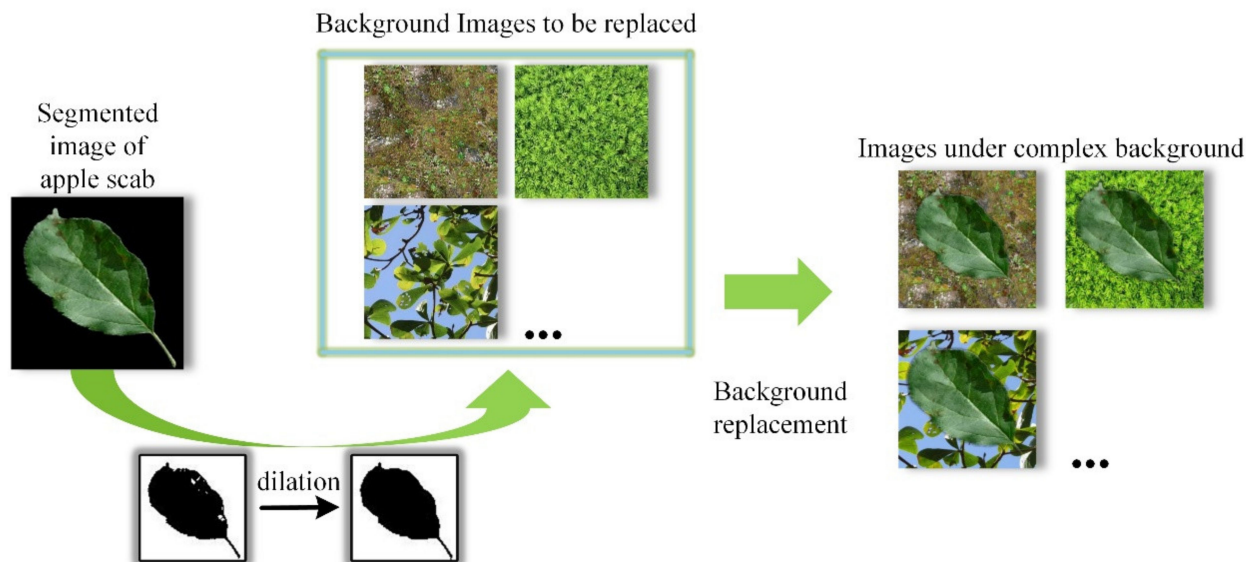 Background Images to be replaced
Segmented
image of
apple scab
Images under complex background
Background
replacement
dilation